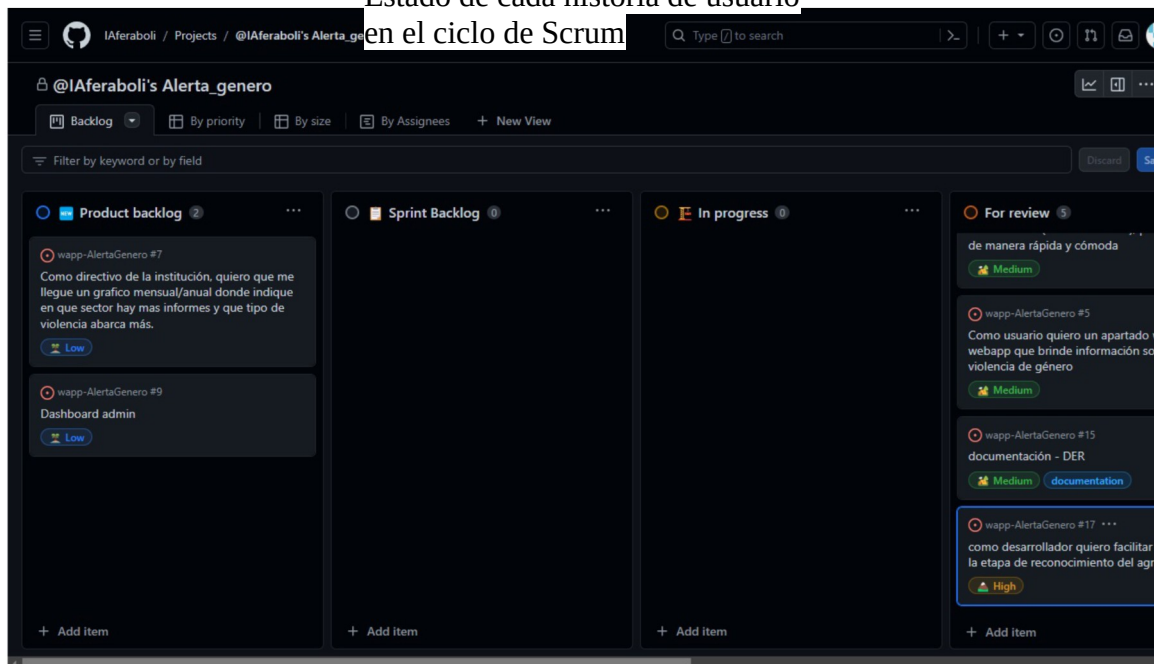 Estado de cada historia de usuario
en el ciclo de Scrum
IAferaboli / Projects / @IAferaboli's
Type / to search
@IAferaboli's Alerta_genero
Backlog By priority By size By Assignees + New View
Filter by keyword or by field
Discard
Product backlog 2
wapp-AlertaGenero #7
Como directivo de la institución, quiero que me
llegue un grafico mensual/anual donde indique
en que sector hay mas informes y que tipo de
violencia abarca más.
Low
wapp-AlertaGenero #9
Dashboard admin
Low
+ Add item
Sprint Backlog 0
+ Add item
In progress 0
+ Add item
For review 5
de manera rápida y cómoda
Medium
wapp-AlertaGenero #5
Como usuario quiero un apartado
webapp que brinde información
violencia de género
Medium
wapp-AlertaGenero #15
documentación - DER
Medium documentation
wapp-AlertaGenero #17
como desarrollador quiero facilitar
la etapa de reconocimiento del
High
+ Add item